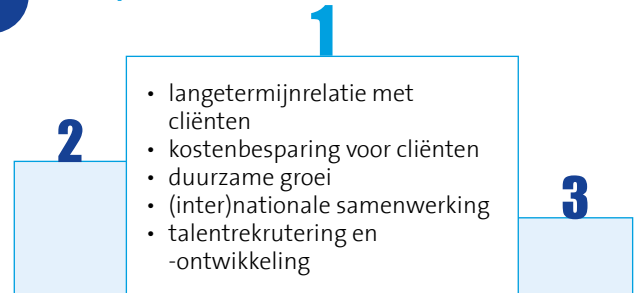 1
• langetermijnrelatie met
cliënten
• kostenbesparing voor cliënten
• duurzame groei
• (inter)nationale samenwerking
• talentrekrutering en
-ontwikkeling
2
3